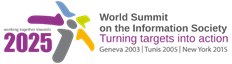 working together towards
2025
World Summit
on the Information Society
Turning targets into action
Geneva 2003 | Tunis 2005 | New York 2015